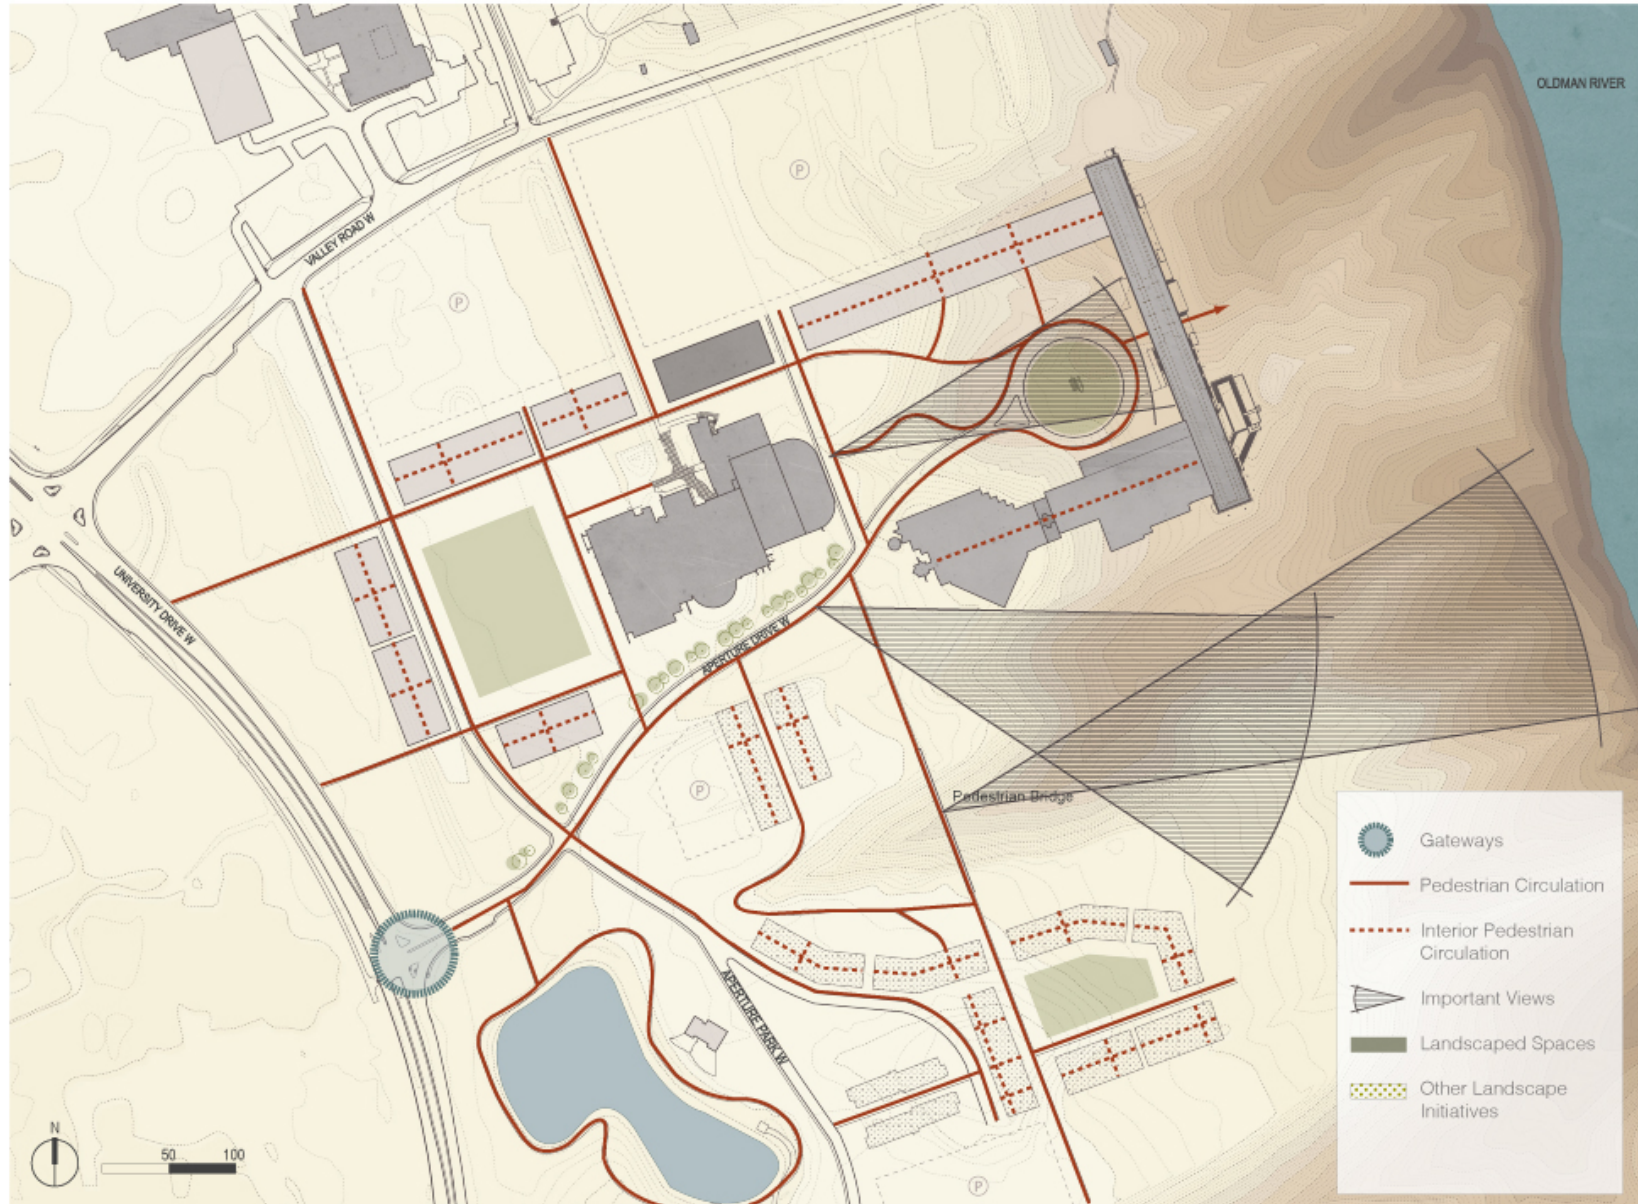 OLDMAN RIVER
P
VALLEY ROAD W
P
UNIVERSITY DRIVE W
APERTURE DRIVE W
P
Pedestrian Bridge
APERTURE PARK W
P
Gateways
Pedestrian Circulation
Interior Pedestrian
Circulation
Important Views
Landscaped Spaces
Other Landscape
Initiatives
N
50 100